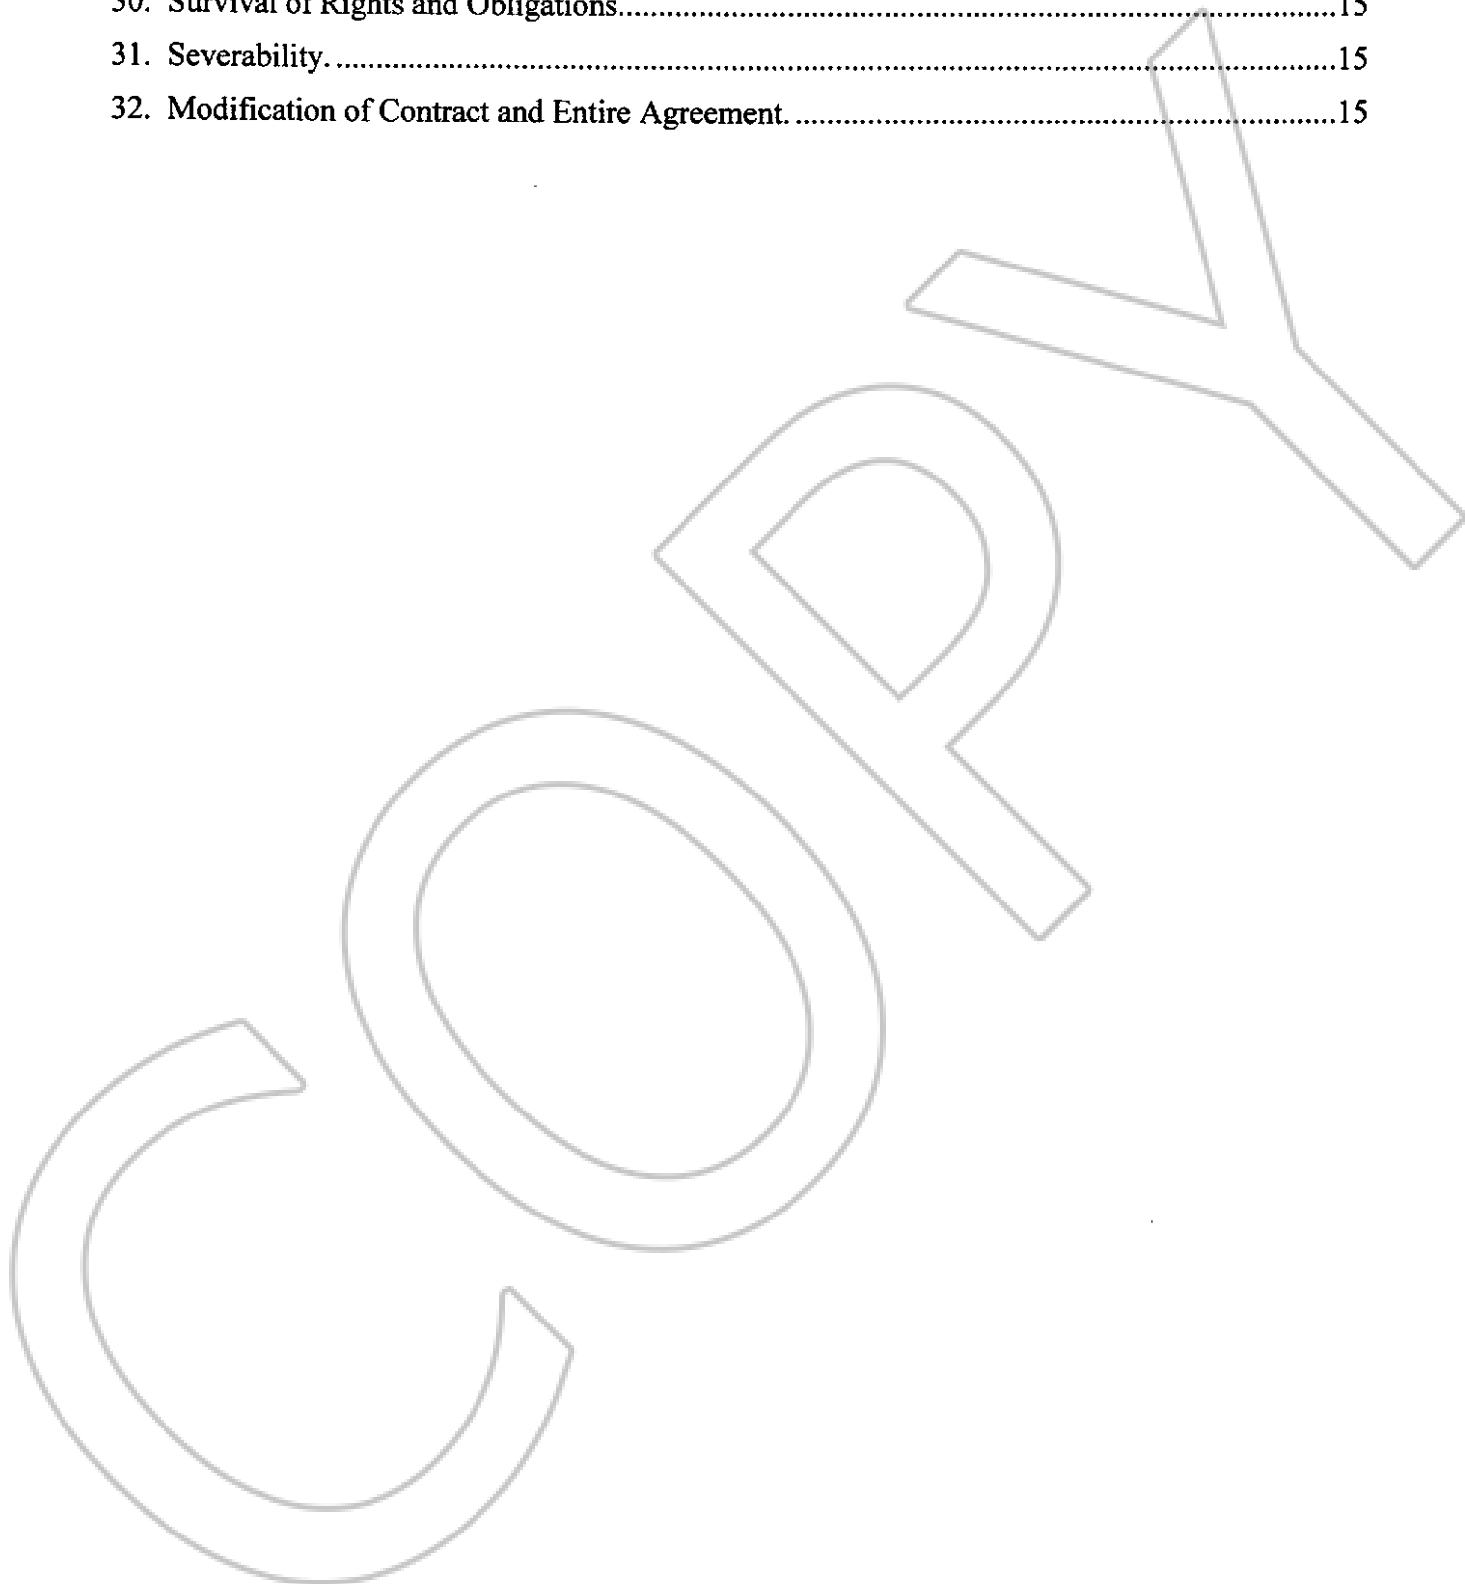 30. Survival of Rights and Obligations.......................................................................................15
31. Severability. ..........................................................................................................................15
32. Modification of Contract and Entire Agreement. ...................................................................15
COPY